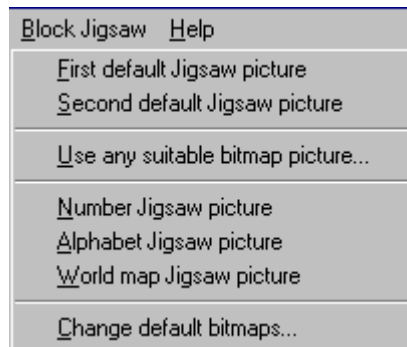 Block Jigsaw Help
First default Jigsaw picture
Second default Jigsaw picture
Use any suitable bitmap picture...
Number Jigsaw picture
Alphabet Jigsaw picture
World map Jigsaw picture
Change default bitmaps...